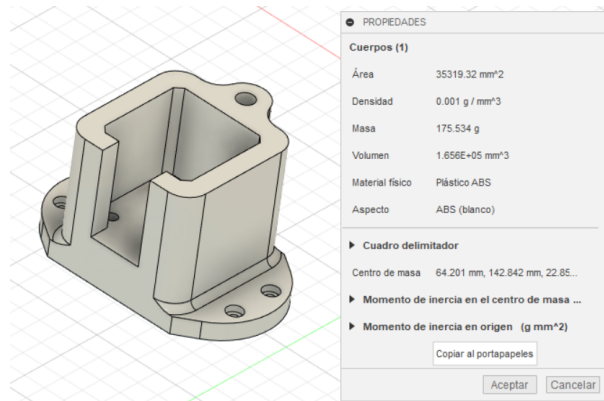 PROPIEDADES
Cuerpos (1)
Área 35319.32 mm^2
Densidad 0.001 g / mm^3
Masa 175.534 g
Volumen 1.656E+05 mm^3
Material físico Plástico ABS
Aspecto ABS (blanco)
Cuadro delimitador
Centro de masa 64.201 mm, 142.842 mm, 22.85...
Momento de inercia en el centro de masa ...
Momento de inercia en origen (g mm^2)
Copiar al portapapeles
Aceptar Cancelar